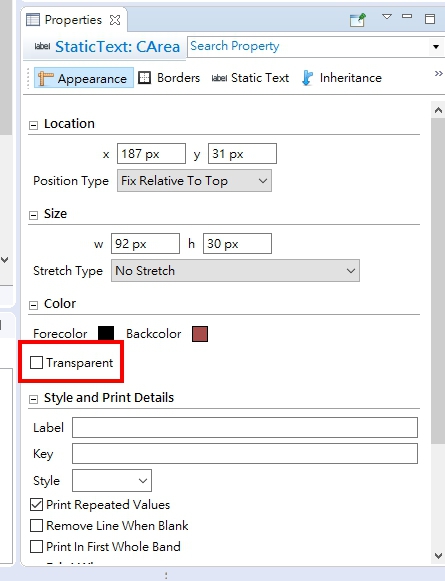 Properties
label StaticText: CArea Search Property
Appearance Borders label Static Text Inheritance »
Location
x 187 px y 31 px
Position Type Fix Relative To Top
Size
w 92 px h 30 px
Stretch Type No Stretch
Color
Forecolor Backcolor
Transparent
Style and Print Details
Label
Key
Style
Print Repeated Values
Remove Line When Blank
Print In First Whole Band